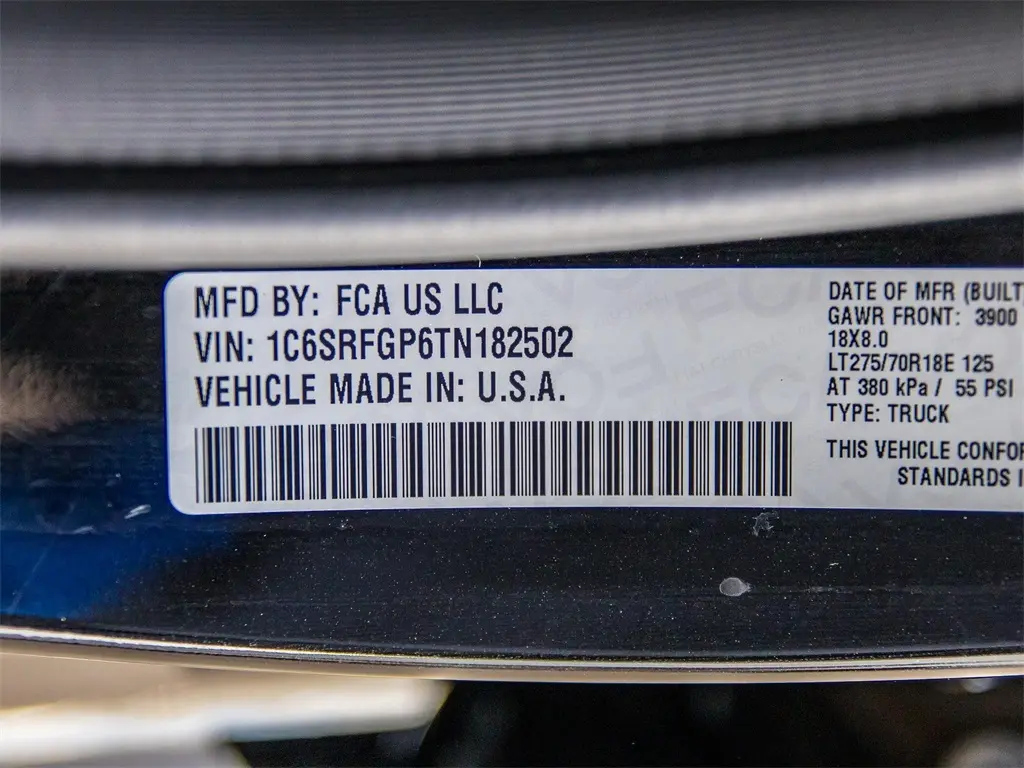 MFD BY: FCA US LLC
VIN: 1C6SRFGP6TN182502
VEHICLE MADE IN: U.S.A.
DATE OF MFR (BUILT
GAWR FRONT: 3900
18X8.0
LT275/70R18E 125
AT 380 kPa / 55 PSI
TYPE: TRUCK
THIS VEHICLE CONFOR
STANDARDS I